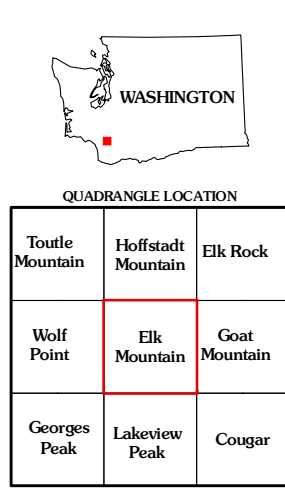 WASHINGTON
QUADRANGLE LOCATION
Toutle
Mountain
Hoffstadt
Mountain
Elk Rock
Wolf
Point
Elk
Mountain
Goat
Mountain
Georges
Peak
Lakeview
Peak
Cougar